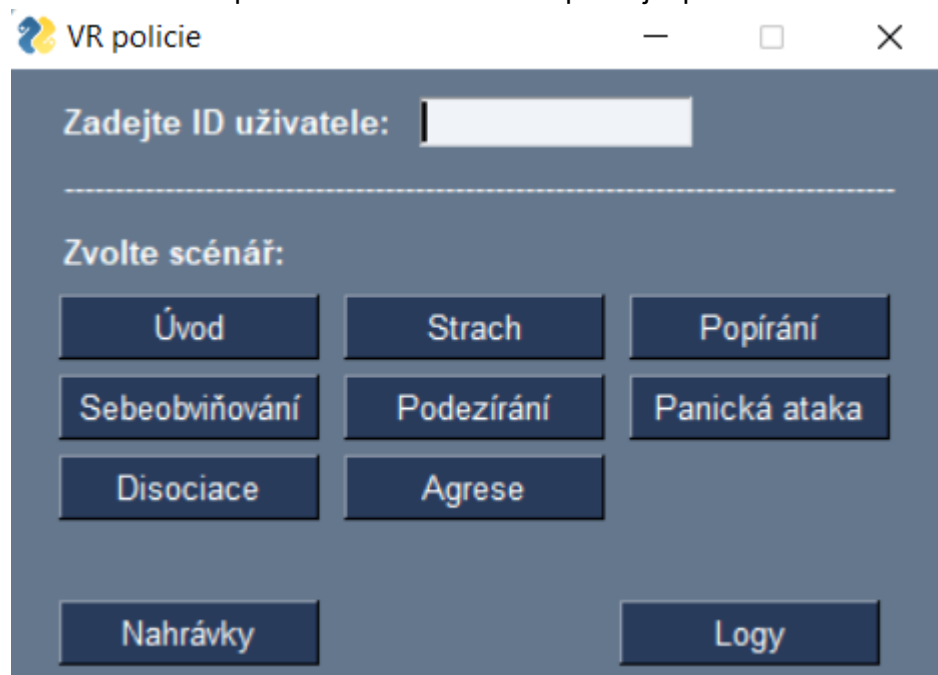 VR policie
Zadejte ID uživatele:
Zvolte scénář:
Úvod Strach Popírání
Sebeobviňování Podezírání Panická ataka
Disociace Agrese
Nahrávky Logy